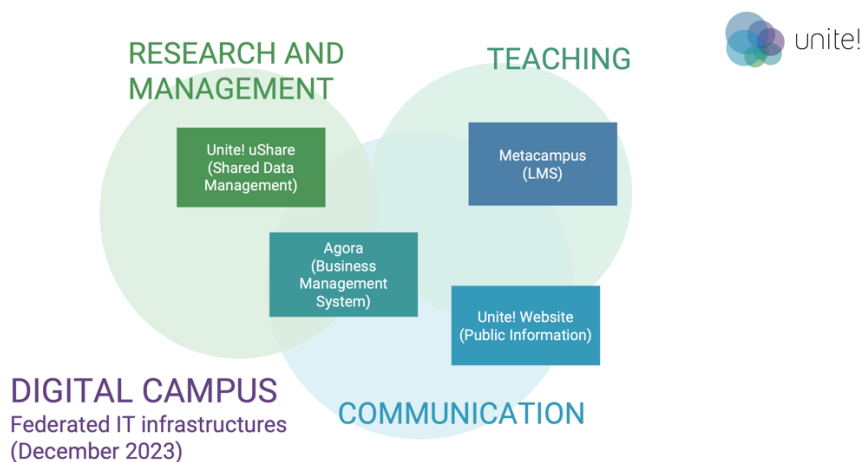 RESEARCH AND
MANAGEMENT
TEACHING
unite!
Unite! uShare
(Shared Data
Management)
Metacampus
(LMS)
Agora
(Business
Management
System)
Unite! Website
(Public Information)
DIGITAL CAMPUS
Federated IT infrastructures
(December 2023)
COMMUNICATION